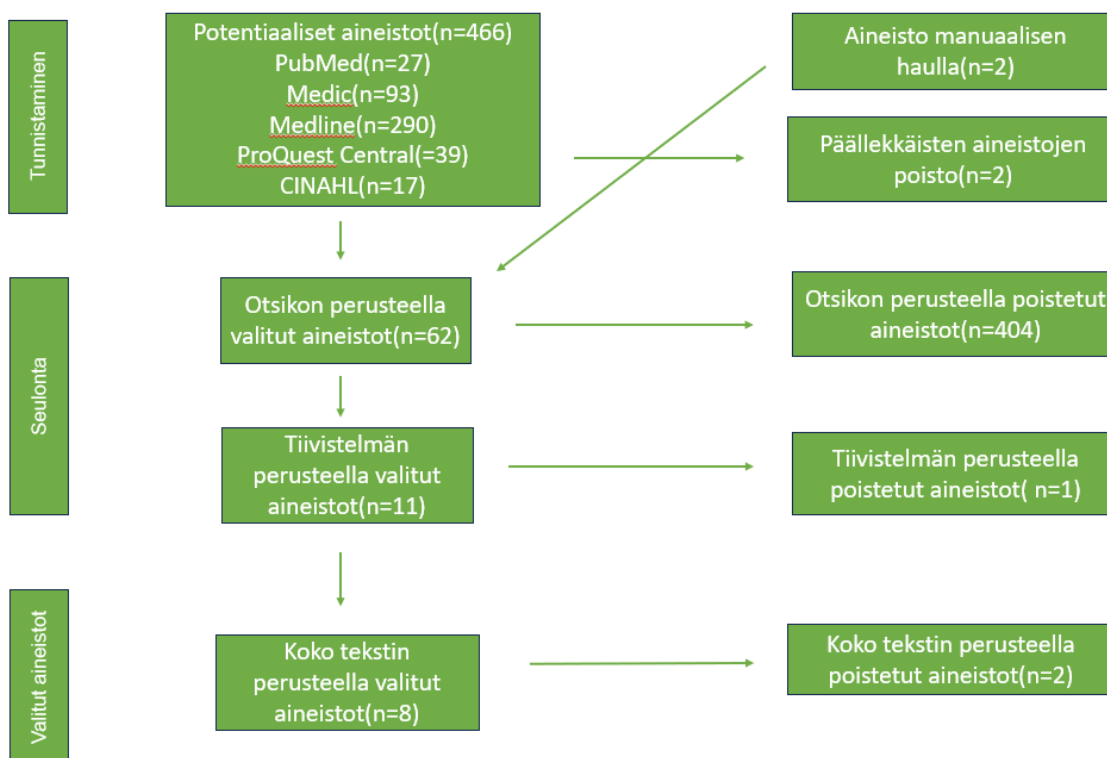 Tunnistaminen
Potentiaaliset aineistot(n=466)
PubMed(n=27)
Medic(n=93)
Medline(n=290)
ProQuest Central(=39)
CINAHL(n=17)
Aineisto manuaalisen
haulla(n=2)
Päällekkäisten aineistojen
poisto(n=2)
Seulonta
Otsikon perusteella
valitut aineistot(n=62)
Otsikon perusteella poistetut
aineistot(n=404)
Tiivistelmän
perusteella valitut
aineistot(n=11)
Tiivistelmän perusteella
poistetut aineistot( n=1)
Valitut aineistot
Koko tekstin
perusteella valitut
aineistot(n=8)
Koko tekstin perusteella
poistetut aineistot(n=2)